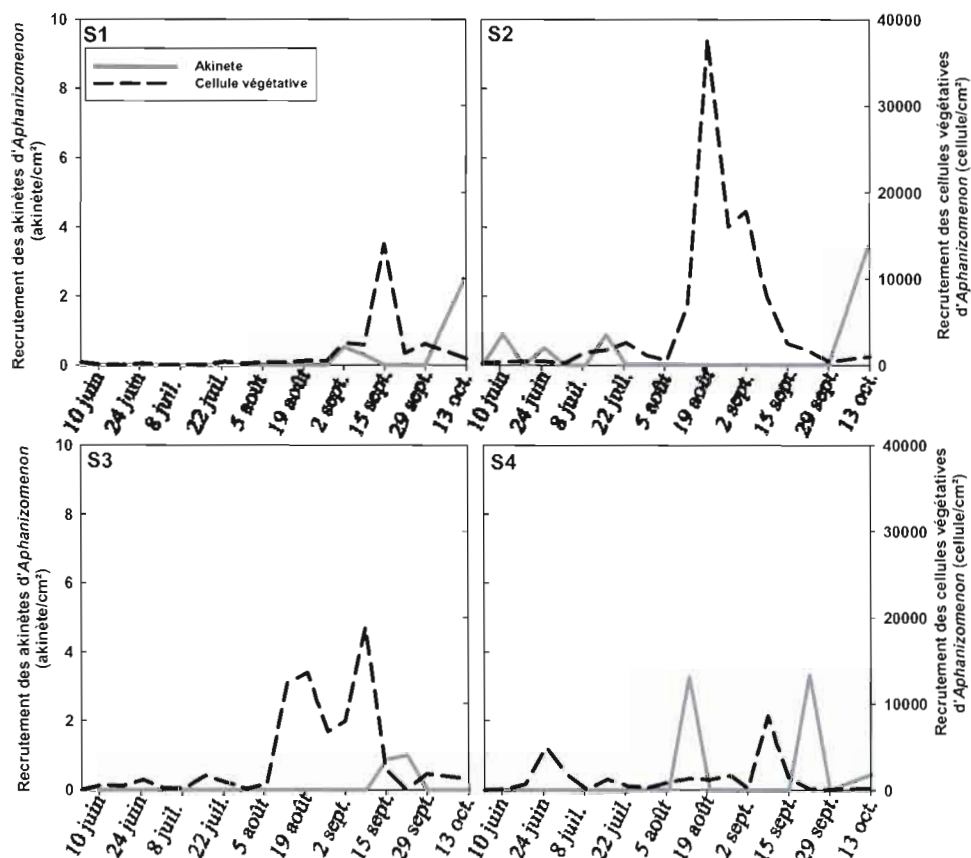 Recrutement des akinètes d'Aphanizomenon
(akinète/cm²)
10
8
6
4
2
0
S1
Akinete
Cellule végétative
10 juin
24 juin
8 juil.
22 juil.
5 août
19 août
2 sept.
15 sept.
29 sept.
13 oct.
S2
10 juin
24 juin
8 juil.
22 juil.
5 août
19 août
2 sept.
15 sept.
29 sept.
13 oct.
40000
30000
20000
10000
0
Recrutement des cellules végétatives
d'Aphanizomenon (cellule/cm²)
Recrutement des akinètes d'Aphanizomenon
(akinète/cm²)
10
8
6
4
2
0
S3
10 juin
24 juin
8 juil.
22 juil.
5 août
19 août
2 sept.
15 sept.
29 sept.
13 oct.
S4
10 juin
24 juin
8 juil.
22 juil.
5 août
19 août
2 sept.
15 sept.
29 sept.
13 oct.
40000
30000
20000
10000
0
Recrutement des cellules végétatives
d'Aphanizomenon (cellule/cm²)